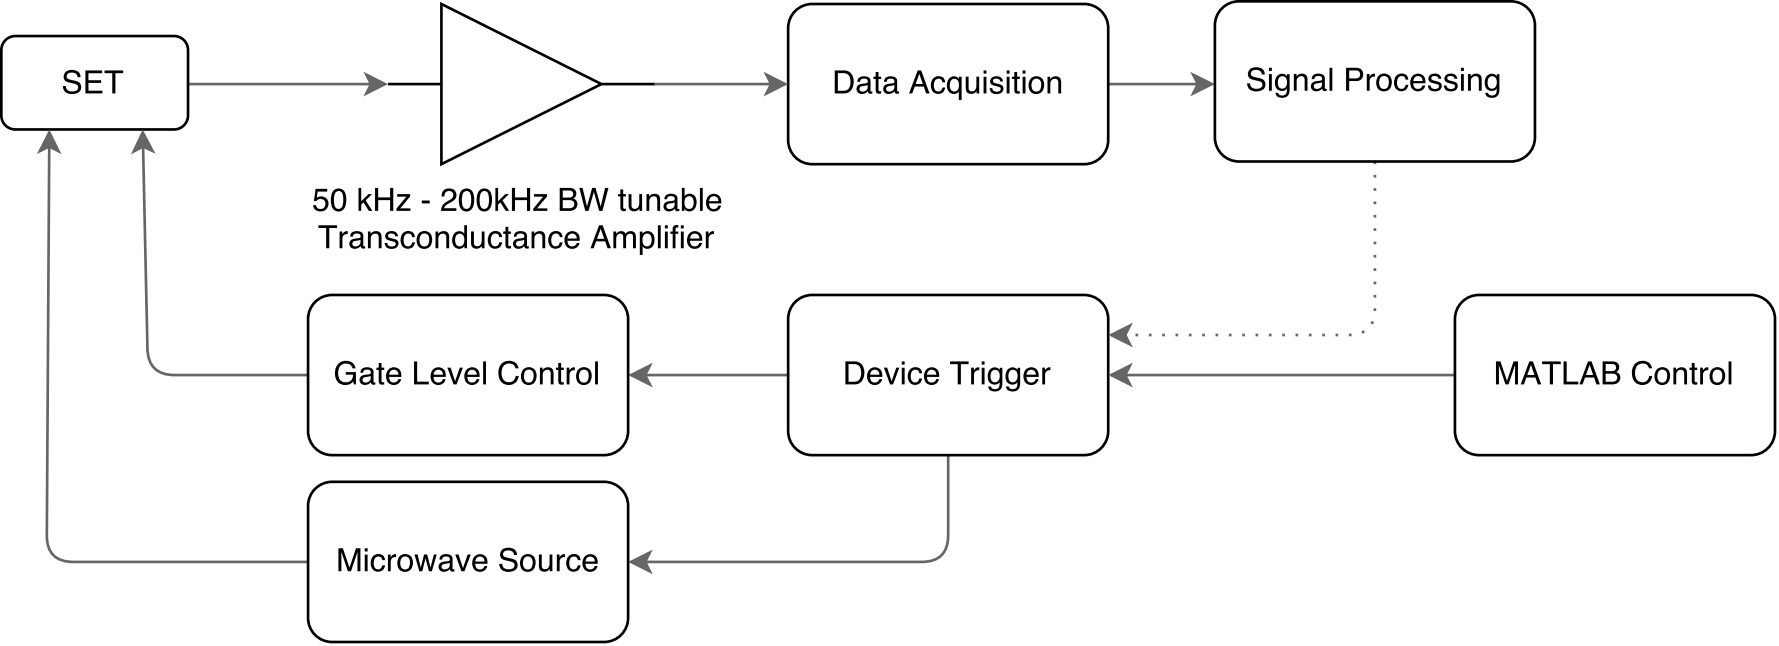 SET
Data Acquisition
Signal Processing
50 kHz - 200kHz BW tunable
Transconductance Amplifier
Gate Level Control
Device Trigger
MATLAB Control
Microwave Source